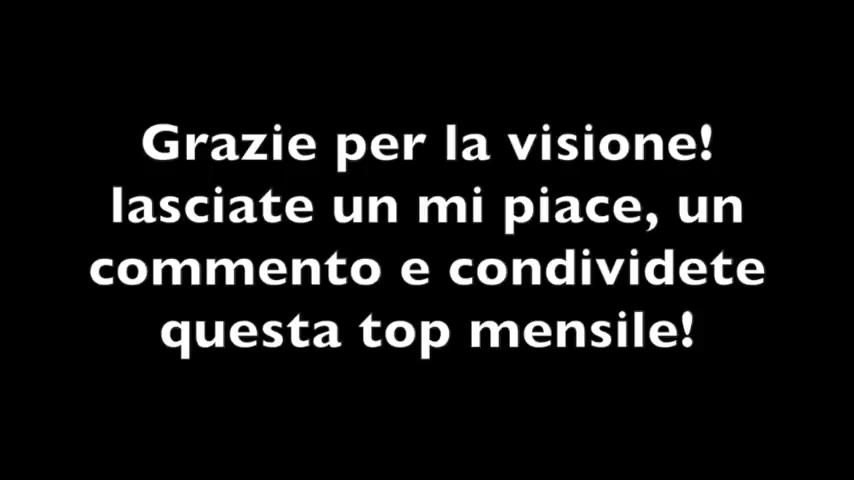 Grazie per la visione!
lasciate un mi piace, un
commento e condividete
questa top mensile!